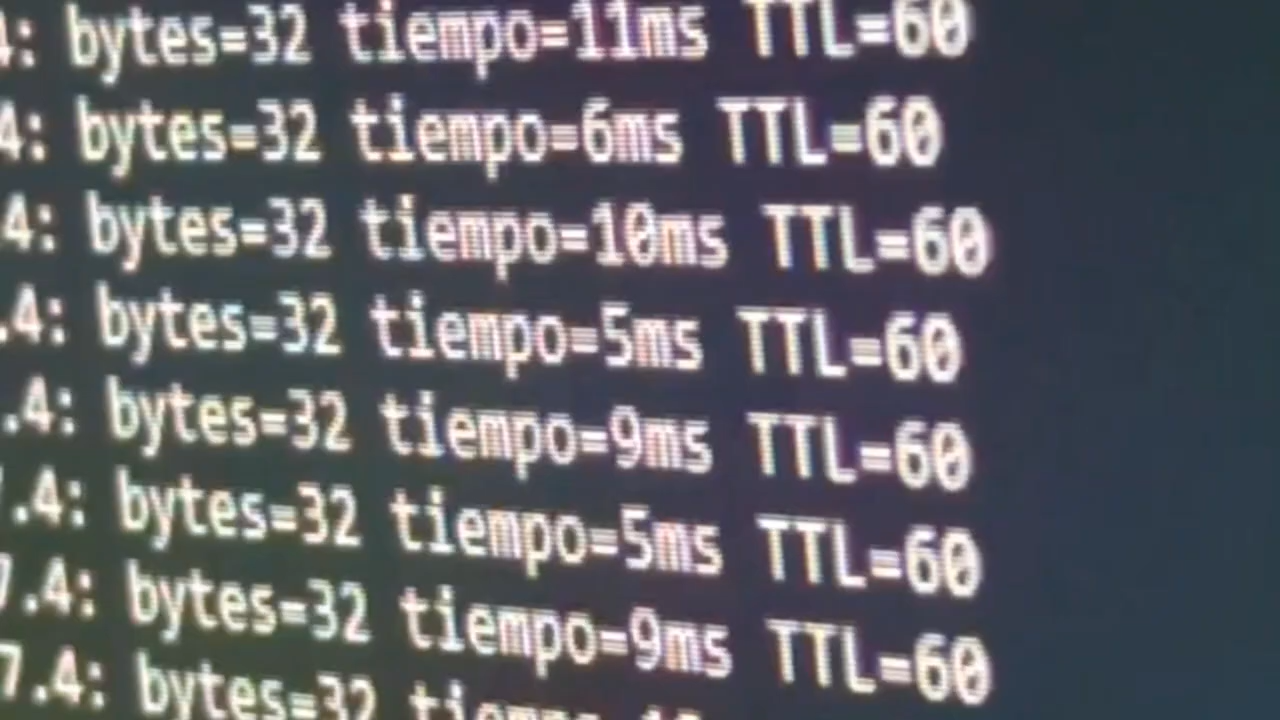 4: bytes=32 tiempo=11ms TTL=60
4: bytes=32 tiempo=6ms TTL=60
4: bytes=32 tiempo=10ms TTL=60
.4: bytes=32 tiempo=5ms TTL=60
.4: bytes=32 tiempo=9ms TTL=60
.4: bytes=32 tiempo=5ms TTL=60
7.4: bytes=32 tiempo=9ms TTL=60
7.4: bytes=32